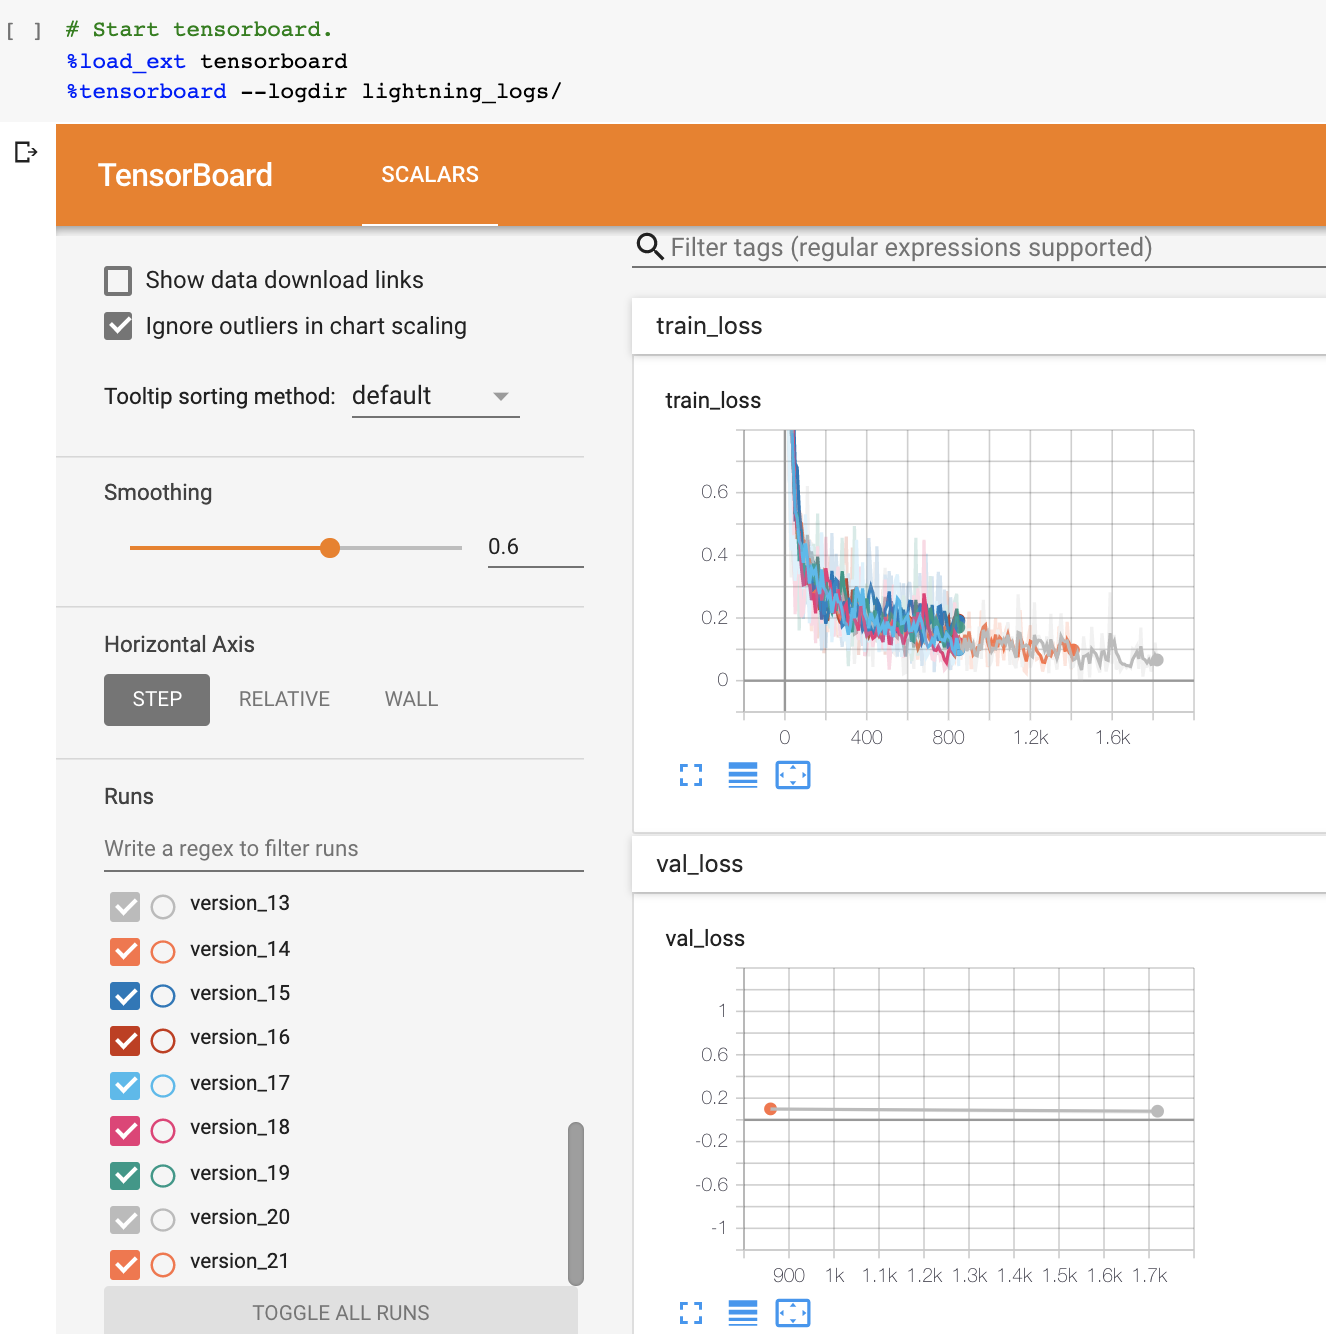 [ ] # Start tensorboard.
%load_ext tensorboard
%tensorboard --logdir lightning_logs/
TensorBoard SCALARS
Filter tags (regular expressions supported)
Show data download links
Ignore outliers in chart scaling
Tooltip sorting method: default
Smoothing
0.6
Horizontal Axis
STEP RELATIVE WALL
Runs
Write a regex to filter runs
version_13
version_14
version_15
version_16
version_17
version_18
version_19
version_20
version_21
TOGGLE ALL RUNS
train_loss
train_loss
0.6
0.4
0.2
0
0 400 800 1.2k 1.6k
val_loss
val_loss
1
0.6
0.2
-0.2
-0.6
-1
900 1k 1.1k 1.2k 1.3k 1.4k 1.5k 1.6k 1.7k